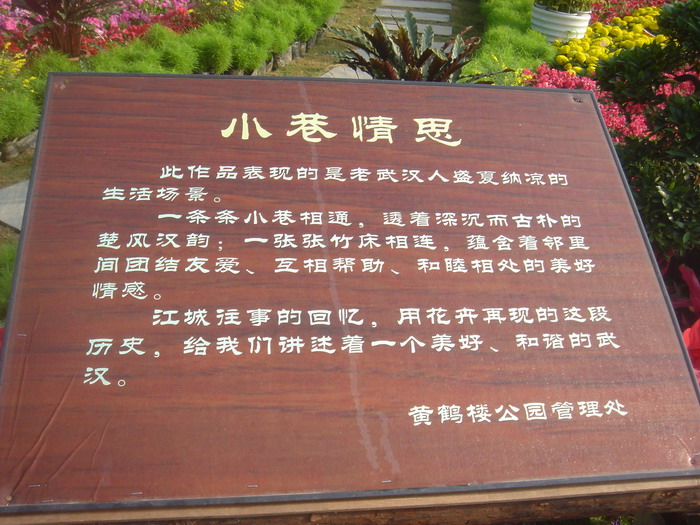 小巷情思
此作品表现的是老武汉人盛夏纳凉的
生活场景。
一条条小巷相通，透着深沉而古朴的
楚风汉韵；一张张竹床相连，蕴含着邻里
间团结友爱、互相帮助、和睦相处的美好
情感。
江城往事的回忆，用花卉再现的这段
历史，给我们讲述着一个美好、和谐的武
汉。
黄鹤楼公园管理处